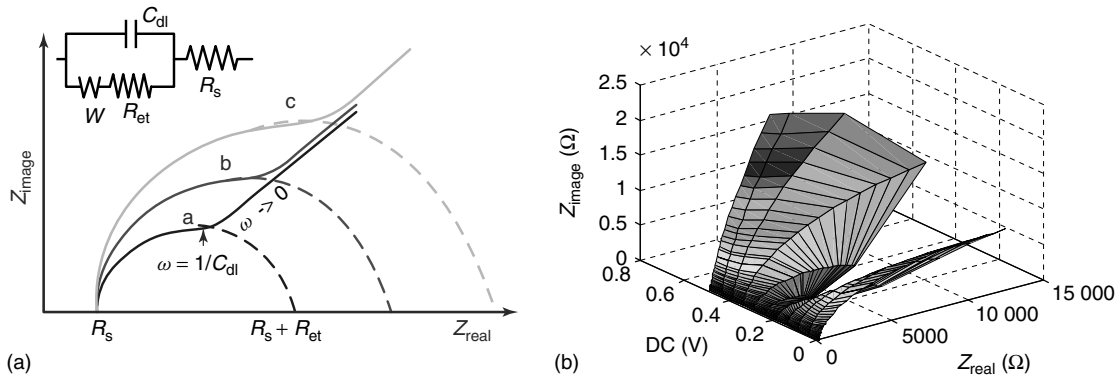 C_dl
W
R_et
R_s
Z_image
a
b
c
ω -> 0
ω = 1/C_dl
R_s
R_s + R_et
Z_real
(a)
× 10^4
2.5
2
1.5
1
0.5
0
Z_image (Ω)
0.8
0.6
0.4
0.2
0
DC (V)
0
5000
10 000
15 000
Z_real (Ω)
(b)